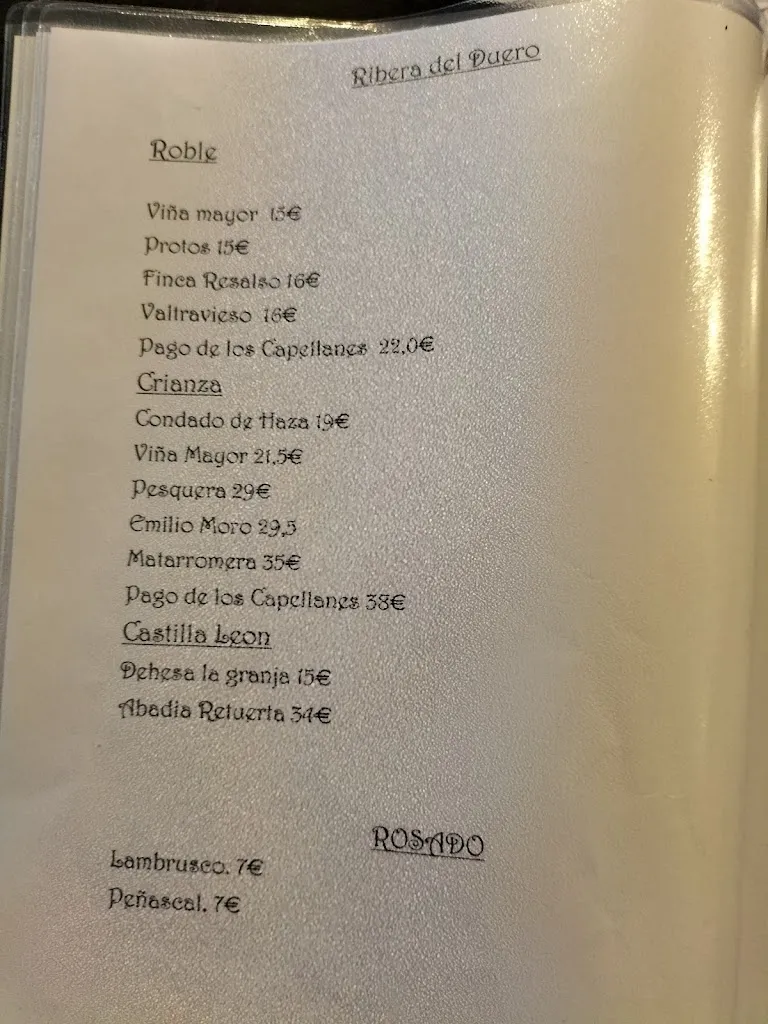 Ribera del Duero
Roble
Viña mayor 15€
Protos 15€
Finca Resalso 16€
Valtravieso 16€
Pago de los Capellanes 22,0€
Crianza
Condado de Haza 19€
Viña Mayor 21,5€
Pesquera 29€
Emilio Moro 29,5
Matarromera 35€
Pago de los Capellanes 38€
Castilla Leon
Dehesa la granja 15€
Abadia Retuerta 34€
ROSADO
Lambrusco. 7€
Peñascal. 7€